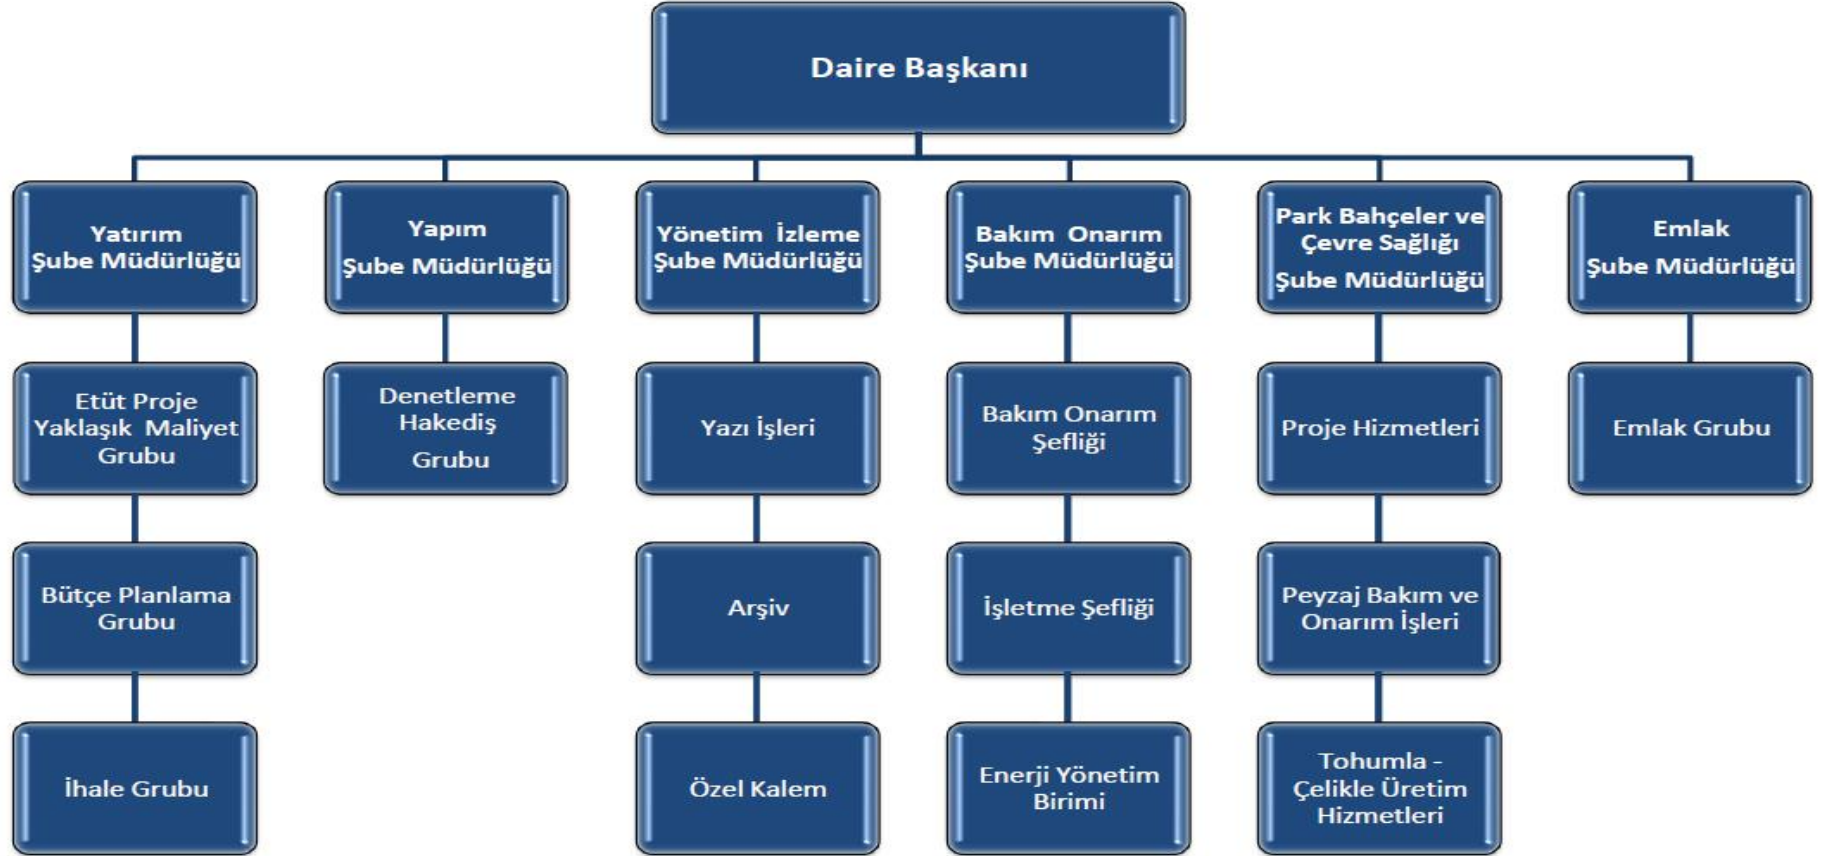 Daire Başkanı
Yatırım
Şube Müdürlüğü
Yapım
Şube Müdürlüğü
Yönetim İzleme
Şube Müdürlüğü
Bakım Onarım
Şube Müdürlüğü
Park Bahçeler ve
Çevre Sağlığı
Şube Müdürlüğü
Emlak
Şube Müdürlüğü
Etüt Proje
Yaklaşık Maliyet
Grubu
Denetleme
Hakediş
Grubu
Yazı İşleri
Bakım Onarım
Şefliği
Proje Hizmetleri
Emlak Grubu
Bütçe Planlama
Grubu
Arşiv
İşletme Şefliği
Peyzaj Bakım ve
Onarım İşleri
İhale Grubu
Özel Kalem
Enerji Yönetim
Birimi
Tohumla -
Çelikle Üretim
Hizmetleri